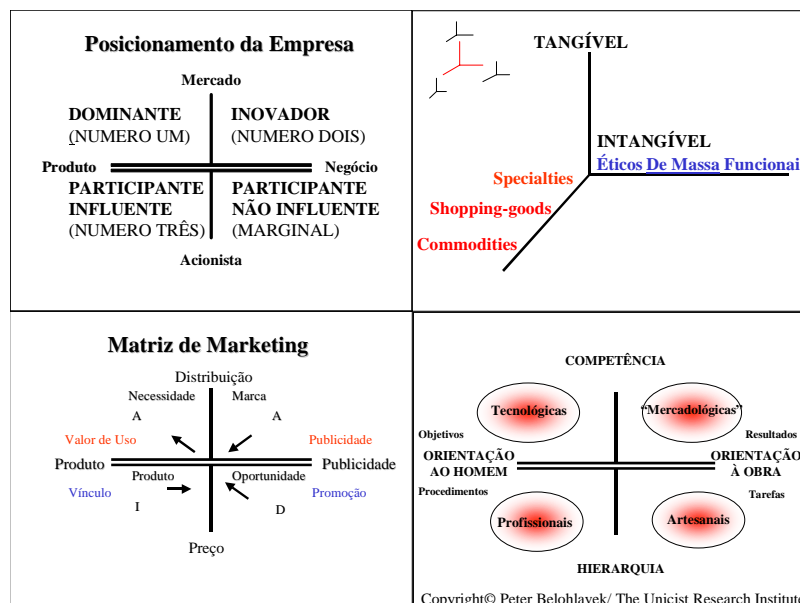 Posicionamento da Empresa
Mercado
DOMINANTE
(NUMERO UM)
INOVADOR
(NUMERO DOIS)
Produto
Negócio
PARTICIPANTE
INFLUENTE
(NUMERO TRÊS)
PARTICIPANTE
NÃO INFLUENTE
(MARGINAL)
Acionista
TANGÍVEL
INTANGÍVEL
Éticos De Massa Funcionai
Specialties
Shopping-goods
Commodities
Matriz de Marketing
Distribuição
Necessidade
Marca
A
A
Valor de Uso
Publicidade
Produto
Publicidade
Produto
Oportunidade
Vínculo
Promoção
I
D
Preço
COMPETÊNCIA
Tecnológicas
“Mercadológicas”
Objetivos
Resultados
ORIENTAÇÃO
AO HOMEM
ORIENTAÇÃO
À OBRA
Procedimentos
Tarefas
Profissionais
Artesanais
HIERARQUIA
Copyright© Peter Belohlavek/ The Unicist Research Institute